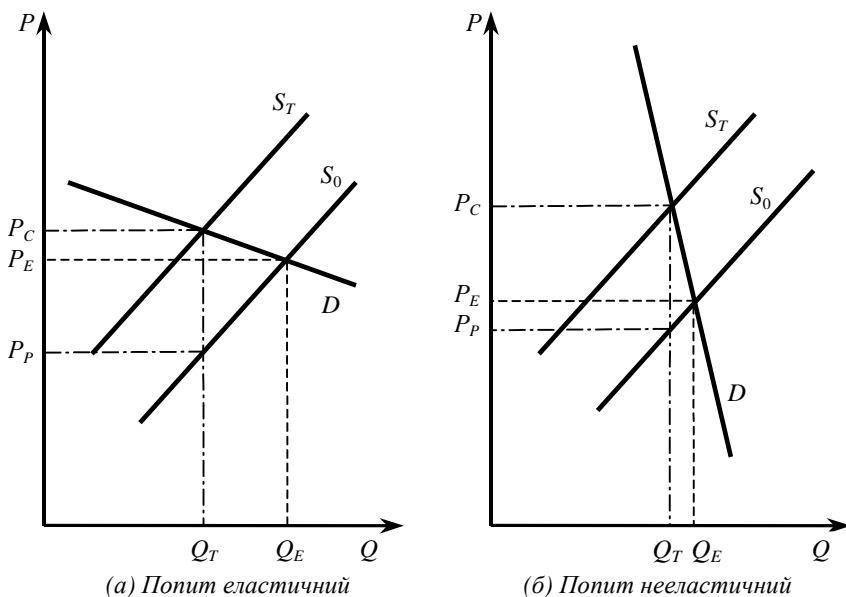 P
S_T
S_0
P_C
P_E
D
P_P
Q_T
Q_E
Q
(а) Попит еластичний
P
S_T
S_0
P_C
P_E
P_P
D
Q_T
Q_E
Q
(б) Попит нееластичний